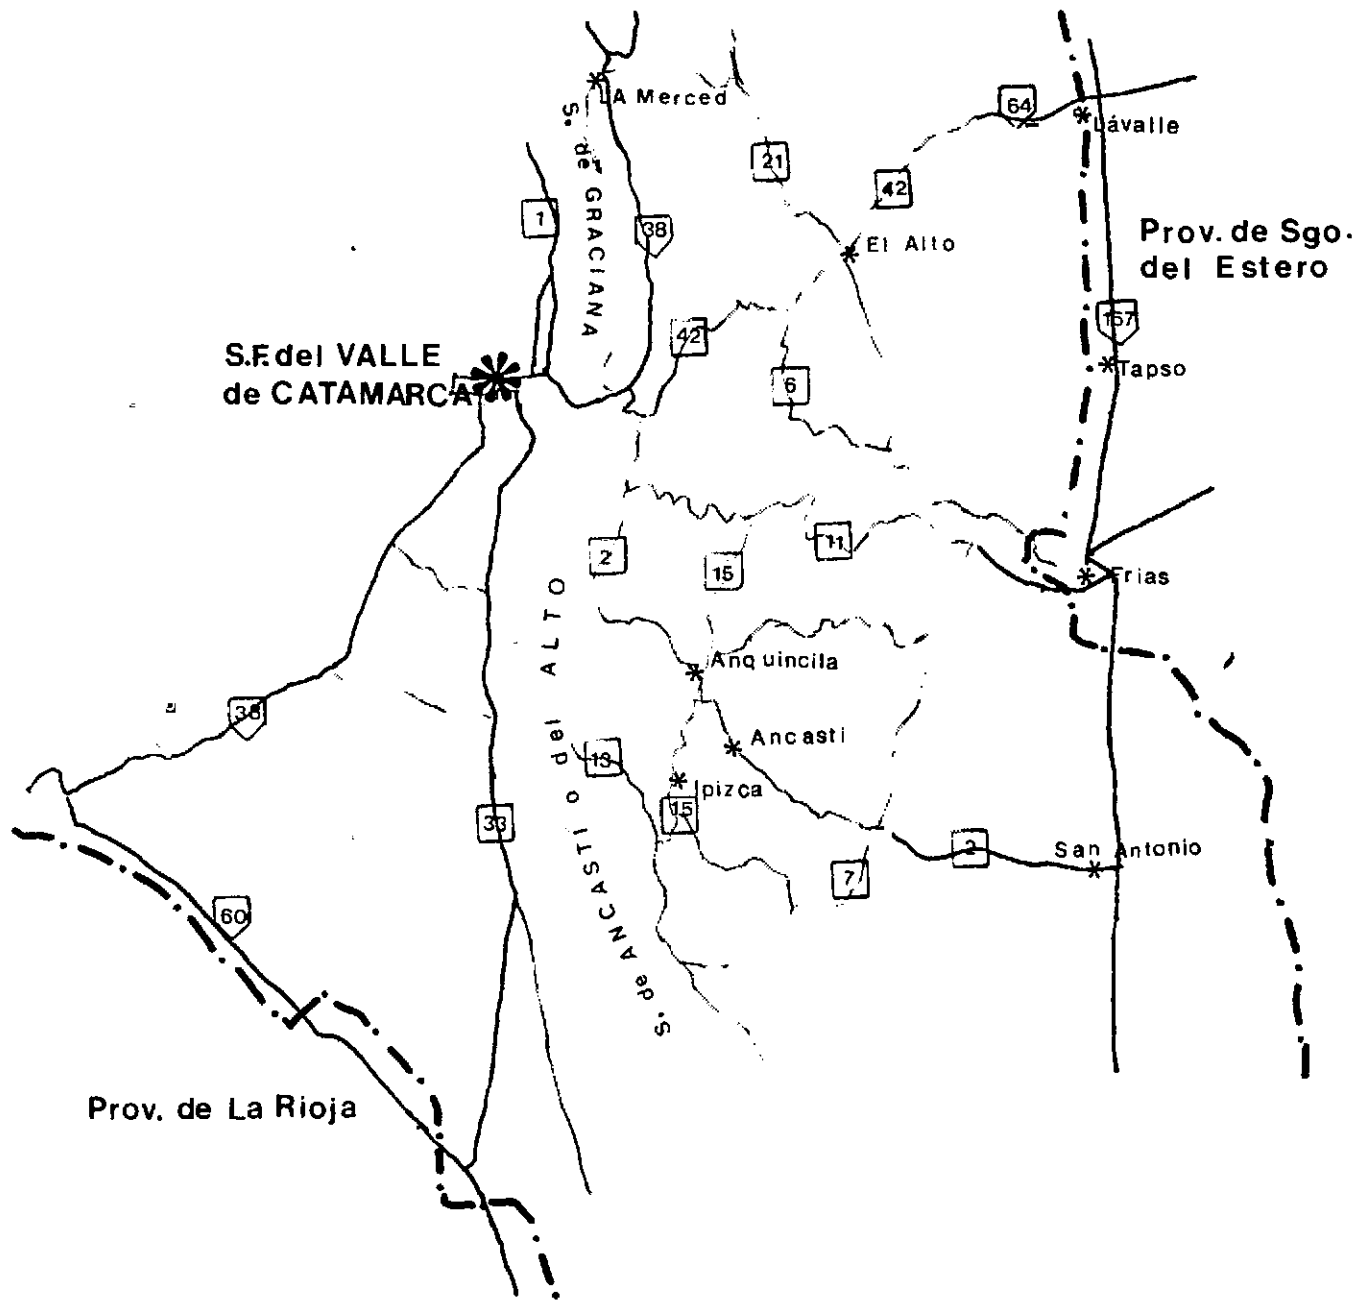 LA Merced
64
Lávalle
S. de GRACIANA
21
42
1
38
El Alto
Prov. de Sgo.
del Estero
157
42
S.F. del VALLE
de CATAMARCA
Tapso
6
2
15
11
Frias
S. de ANCASTI o del ALTO
Anquincila
38
Ancasti
13
Ipizca
15
33
2
San Antonio
7
60
Prov. de La Rioja